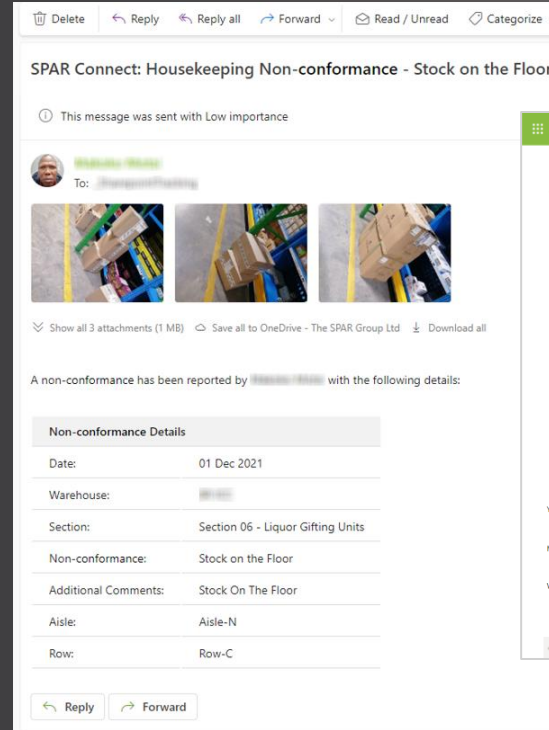 Delete Reply Reply all Forward Read / Unread Categorize
SPAR Connect: Housekeeping Non-conformance - Stock on the Floor
This message was sent with Low importance
To:
Show all 3 attachments (1 MB) Save all to OneDrive - The SPAR Group Ltd Download all
A non-conformance has been reported by with the following details:
Non-conformance Details
Date: 01 Dec 2021
Warehouse:
Section: Section 06 - Liquor Gifting Units
Non-conformance: Stock on the Floor
Additional Comments: Stock On The Floor
Aisle: Aisle-N
Row: Row-C
Reply Forward